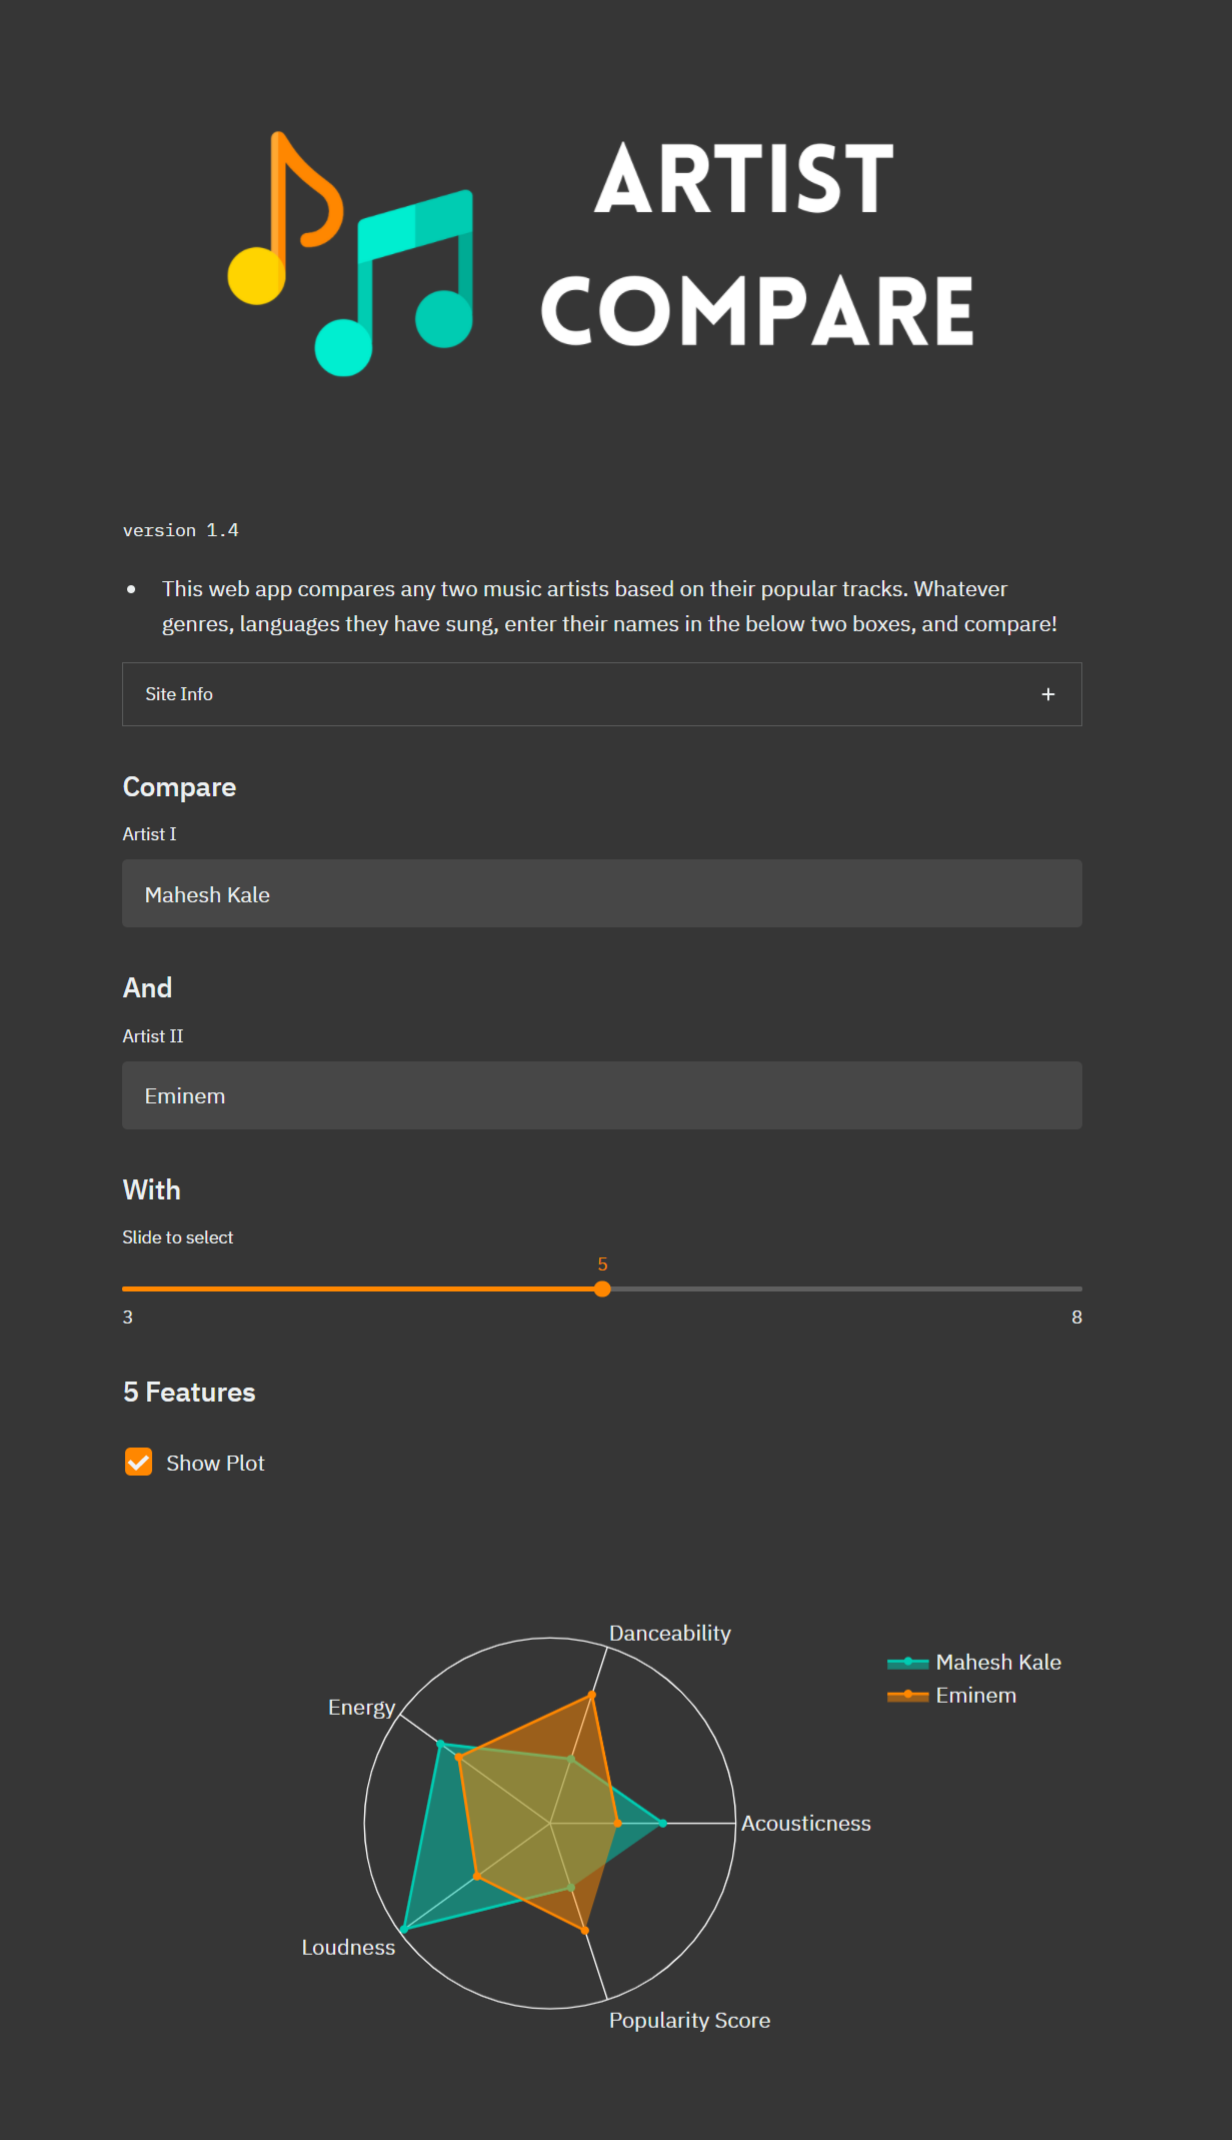 ARTIST
COMPARE
version 1.4
This web app compares any two music artists based on their popular tracks. Whatever
genres, languages they have sung, enter their names in the below two boxes, and compare!
Site Info
+
Compare
Artist I
Mahesh Kale
And
Artist II
Eminem
With
Slide to select
5
3
8
5 Features
Show Plot
Danceability
Mahesh Kale
Eminem
Energy
Acousticness
Loudness
Popularity Score